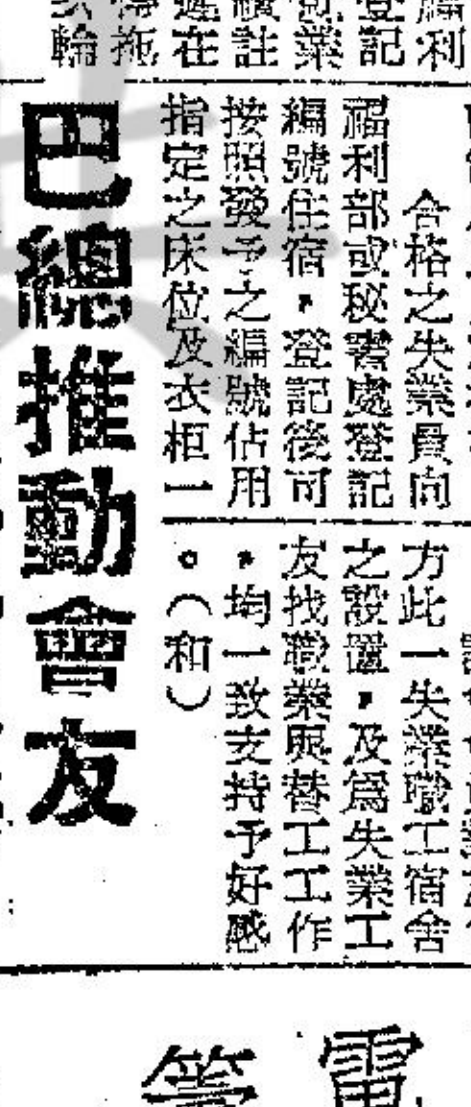 利
登記
業
註
在
拖
輪
合格之失業員向
福利部或秘書處登記
編號住宿，登記後可
按照發予之編號佔用
指定之床位及衣柜一
方此一失業職工宿舍
之設置，及爲失業工
友找職業與替工工作
，均一致支持予好感
。（和）
巴總推動會友
電